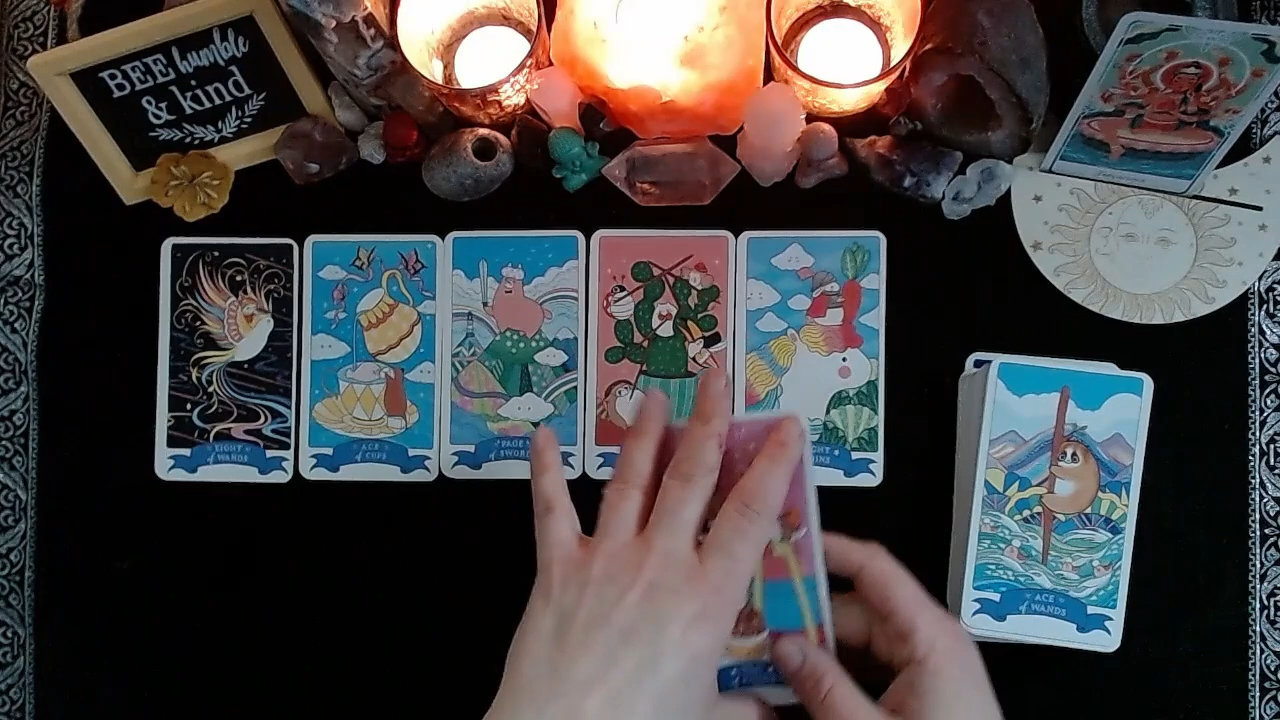 BEE humble
& kind
EIGHT
of WANDS
ACE
of CUPS
PAGE
of SWORDS
ACE
of WANDS